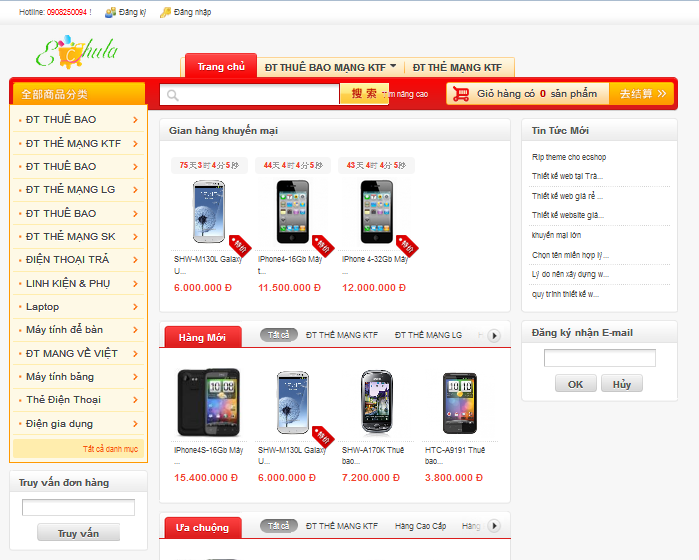 Hotline: 0908250094 ! Đăng ký Đăng nhập
Echula
Trang chủ ĐT THUÊ BAO MẠNG KTF ĐT THẺ MẠNG KTF
全部商品分类
搜 索 nâng cao
Giỏ hàng có 0 sản phẩm 去结算
ĐT THUÊ BAO
ĐT THẺ MẠNG KTF
ĐT THUÊ BAO
ĐT THẺ MẠNG LG
ĐT THUÊ BAO
ĐT THẺ MẠNG SK
ĐIỆN THOẠI TRẢ
LINH KIỆN & PHỤ
Laptop
Máy tính để bàn
ĐT MANG VỀ VIỆT
Máy tính bảng
Thẻ Điện Thoại
Điện gia dụng
Tất cả danh mục
Truy vấn đơn hàng
Truy vấn
Gian hàng khuyến mại
75天3时4分5秒 44天4时4分5秒 43天4时4分5秒
特价 特价 特价
SHW-M130L Galaxy
U...
6.000.000 Đ
IPhone4-16Gb Máy
t...
11.500.000 Đ
IPhone 4-32Gb Máy
...
12.000.000 Đ
Hàng Mới Tất cả ĐT THẺ MẠNG KTF ĐT THẺ MẠNG LG
特价
IPhone4S-16Gb Máy
...
15.400.000 Đ
SHW-M130L Galaxy
U...
6.000.000 Đ
SHW-A170K Thuê
bao...
7.200.000 Đ
HTC-A9191 Thuê
bao...
3.800.000 Đ
Ưa chuộng Tất cả ĐT THẺ MẠNG KTF Hàng Cao Cấp Hàng
Tin Tức Mới
Rip theme cho ecshop
Thiết kế web tại Trà...
Thiết kế web giá rẻ ...
Thiết kế website giá...
khuyến mại lớn
Chọn tên miền hợp lý...
Lý do nên xây dựng w...
quy trình thiết kế w...
Đăng ký nhận E-mail
OK Hủy